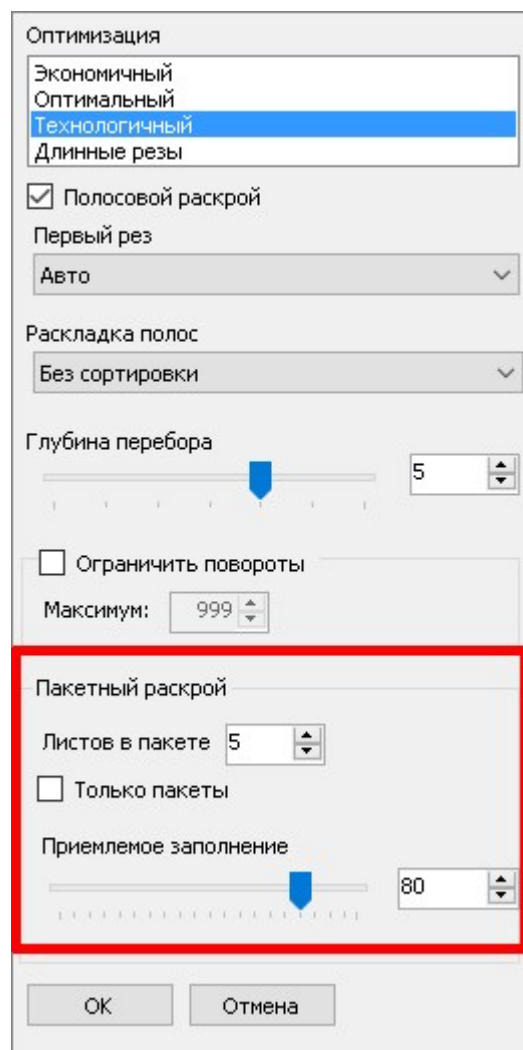 Оптимизация
Экономичный
Оптимальный
Технологичный
Длинные резы
Полосовой раскрой
Первый рез
Авто
Раскладка полос
Без сортировки
Глубина перебора
5
Ограничить повороты
Максимум: 999
Пакетный раскрой
Листов в пакете 5
Только пакеты
Приемлемое заполнение
80
ОК Отмена